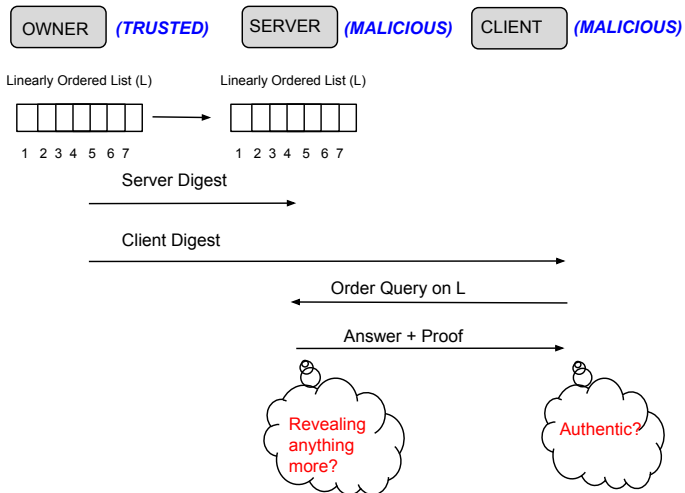 OWNER (TRUSTED) SERVER (MALICIOUS) CLIENT (MALICIOUS)
Linearly Ordered List (L) Linearly Ordered List (L)
1 2 3 4 5 6 7 1 2 3 4 5 6 7
Server Digest
Client Digest
Order Query on L
Answer + Proof
Revealing
anything
more?
Authentic?